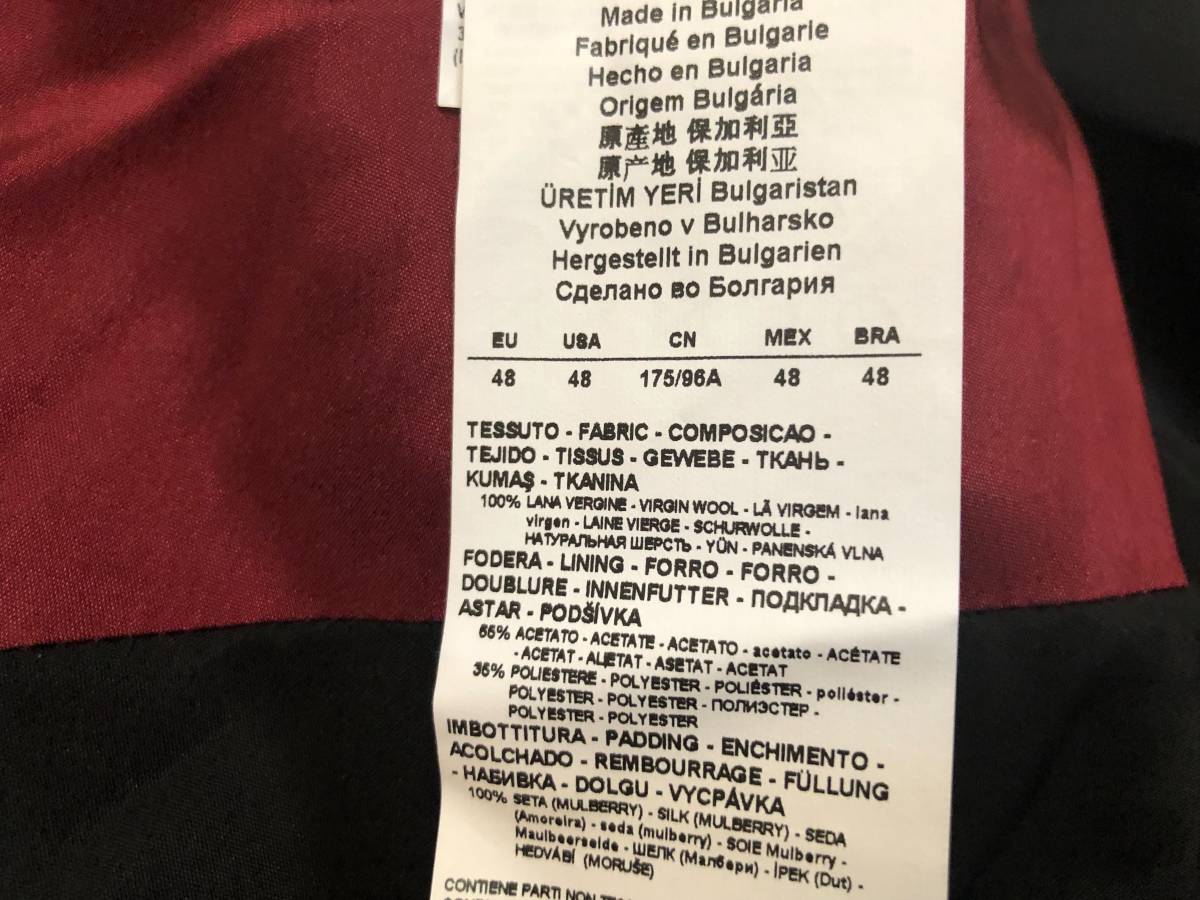 Made in Bulgaria
Fabriqué en Bulgarie
Hecho en Bulgaria
Origem Bulgária
原產地 保加利亞
原产地 保加利亚
ÜRETİM YERİ Bulgaristan
Vyrobeno v Bulharsko
Hergestellt in Bulgarien
Сделано во Болгария
EU USA CN MEX BRA
48 48 175/96A 48 48
TESSUTO - FABRIC - COMPOSICAO -
TEJIDO - TISSUS - GEWEBE - ТКАНЬ -
KUMAŞ - TKANINA
100% LANA VERGINE - VIRGIN WOOL - LÃ VIRGEM - lana
virgen - LAINE VIERGE - SCHURWOLLE -
НАТУРАЛЬНАЯ ШЕРСТЬ - YÜN - PANENSKÁ VLNA
FODERA - LINING - FORRO - FORRO -
DOUBLURE - INNENFUTTER - ПОДКЛАДКА -
ASTAR - PODŠÍVKA
ACETATO - ACETATE - ACETATO - acetato - ACÉTATE
- ACETAT - - ASETAT - ACETAT
POLIESTERE - POLYESTER - POLIÉSTER - poliéster -
POLYESTER - POLYESTER - ПОЛИЭСТЕР -
POLYESTER - POLYESTER
IMBOTTITURA - PADDING - ENCHIMENTO -
ACOLCHADO - REMBOURRAGE - FÜLLUNG
- НАБИВКА - DOLGU - VYCPÁVKA
100% SETA (MULBERRY) - SILK (MULBERRY) - SEDA
(Amoreira) - seda (mulberry) - SOIE Mulberry -
Maulbeerseide - ШЕЛК (Малбери) - İPEK (Dut) -
HEDVÁBÍ (MORUŠE)
CONTIENE PARTI NON